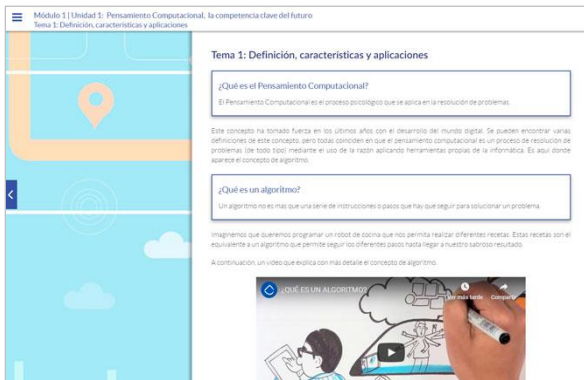 Módulo 1 | Unidad 1: Pensamiento Computacional, la competencia clave del futuro
Tema 1: Definición, características y aplicaciones
Tema 1: Definición, características y aplicaciones
¿Qué es el Pensamiento Computacional?
El Pensamiento Computacional es el proceso psicológico que se aplica en la resolución de problemas.
Este concepto ha tomado fuerza en los últimos años con el desarrollo del mundo digital. Se pueden encontrar varias
definiciones de este concepto, pero todas coinciden en que el pensamiento computacional es un proceso de resolución de
problemas (de todo tipo) mediante el uso de la razón aplicando herramientas propias de la informática. Es aquí donde
aparece el concepto de algoritmo.
¿Qué es un algoritmo?
Un algoritmo no es mas que una serie de instrucciones o pasos que hay que seguir para solucionar un problema.
Imaginemos que queremos programar un robot de cocina que nos permita realizar diferentes recetas. Estas recetas son el
equivalente a un algoritmo que permite seguir los diferentes pasos hasta llegar a nuestro sabroso resultado.
A continuación, un video que explica con más detalle el concepto de algoritmo.
¿QUÉ ES UN ALGORITMO?
Ver más tarde
Compartir